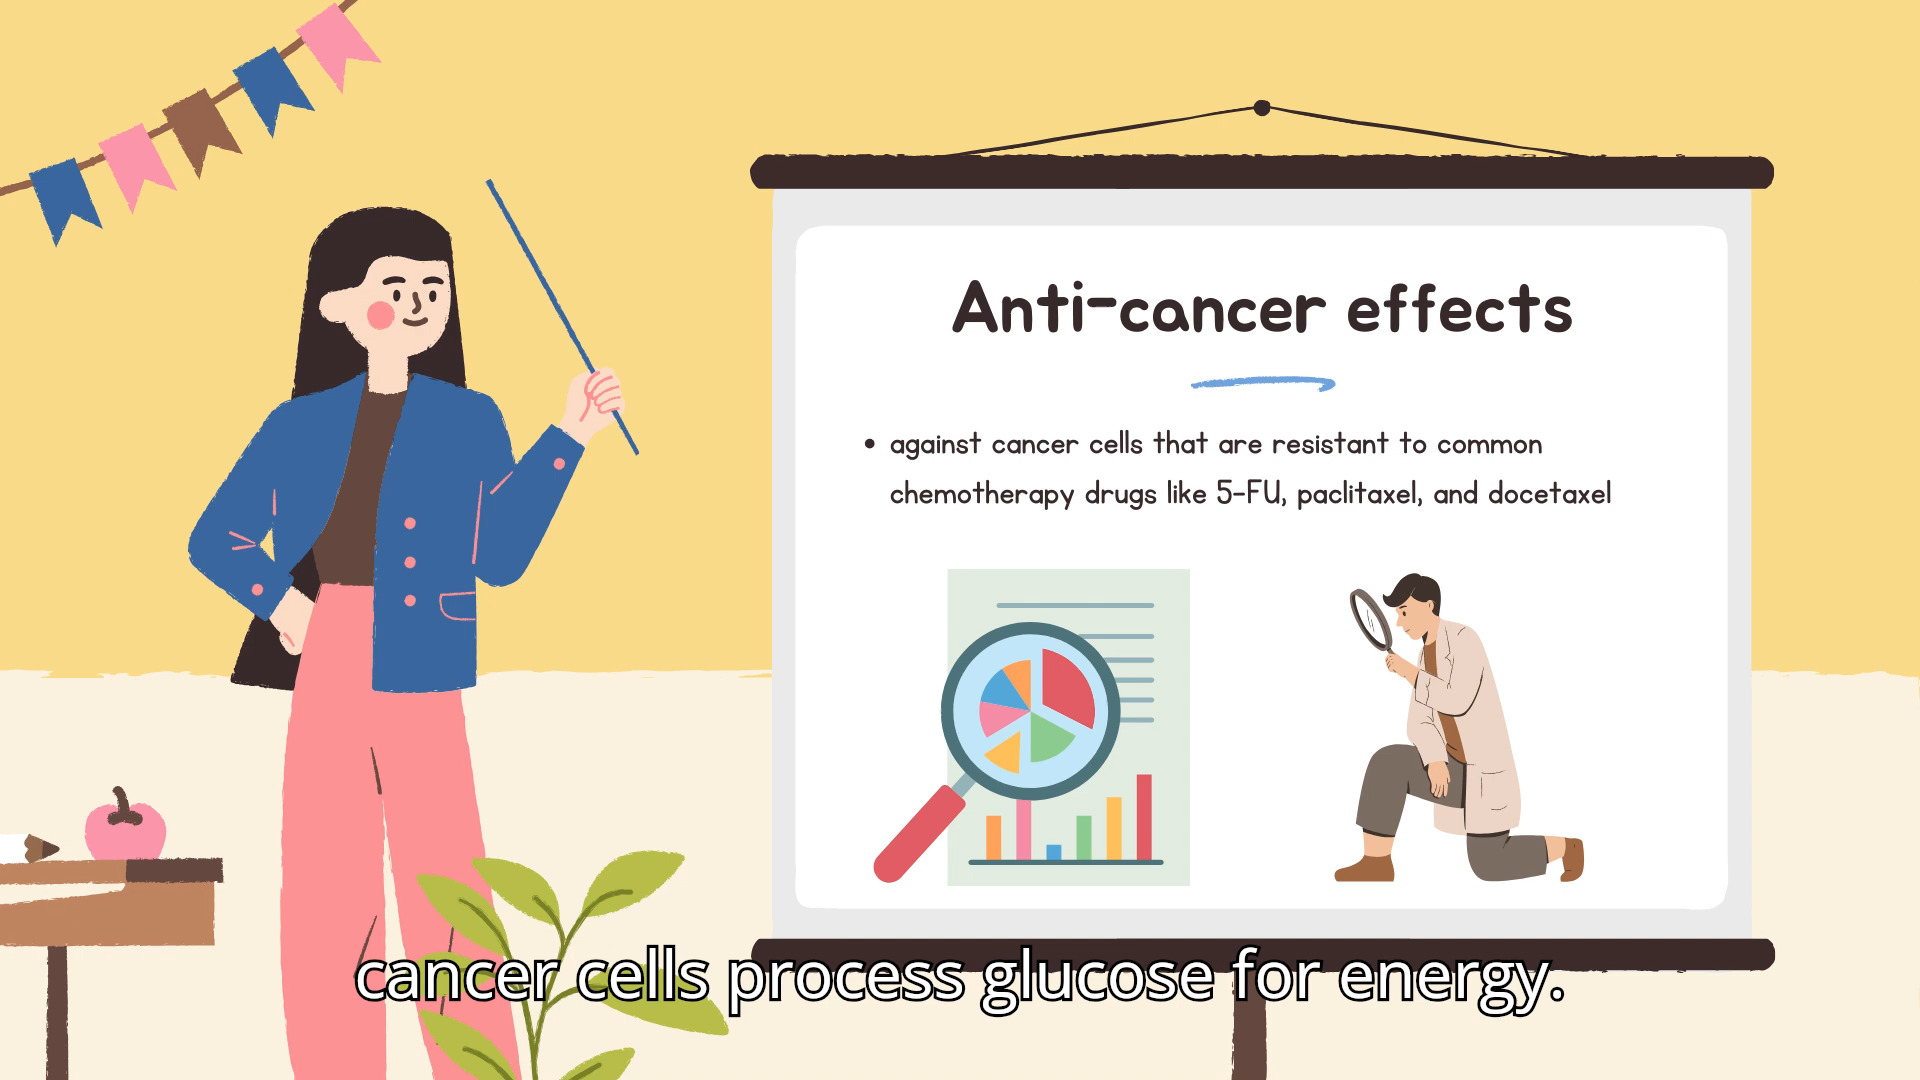 Anti-cancer effects
• against cancer cells that are resistant to common
chemotherapy drugs like 5-FU, paclitaxel, and docetaxel
cancer cells process glucose for energy.